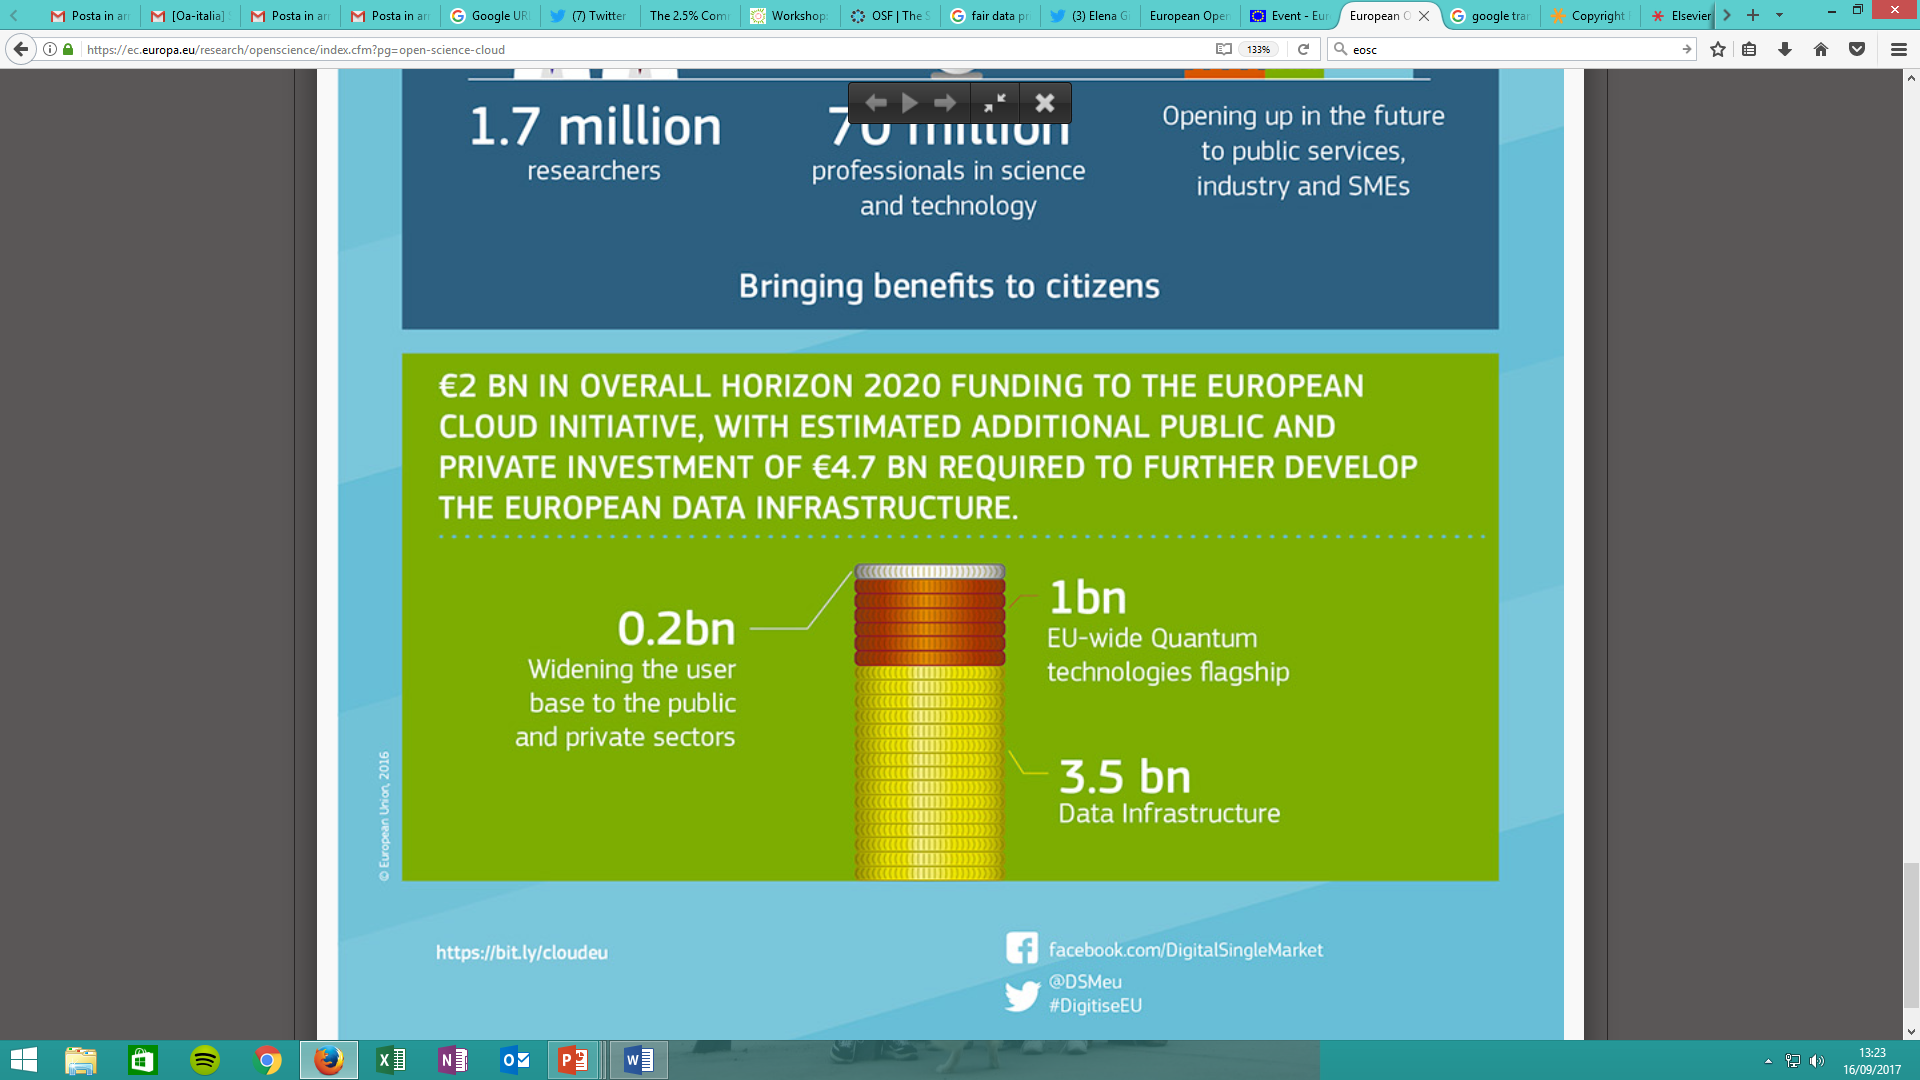 Posta in arr
[Oa-italia] S
Posta in arr
Posta in arr
Google URL
(7) Twitter
The 2.5% Com
Workshop:
OSF | The S
fair data pri
(3) Elena Gi
European Oper
Event - Eur
European O
google tran
Copyright
Elsevier
https://ec.europa.eu/research/openscience/index.cfm?pg=open-science-cloud
133%
eosc
1.7 million
researchers
70 million
professionals in science
and technology
Opening up in the future
to public services,
industry and SMEs
Bringing benefits to citizens
€2 BN IN OVERALL HORIZON 2020 FUNDING TO THE EUROPEAN
CLOUD INITIATIVE, WITH ESTIMATED ADDITIONAL PUBLIC AND
PRIVATE INVESTMENT OF €4.7 BN REQUIRED TO FURTHER DEVELOP
THE EUROPEAN DATA INFRASTRUCTURE.
0.2bn
Widening the user
base to the public
and private sectors
1bn
EU-wide Quantum
technologies flagship
3.5 bn
Data Infrastructure
© European Union, 2016
https://bit.ly/cloudeu
facebook.com/DigitalSingleMarket
@DSMeu
#DigitiseEU
13:23
16/09/2017